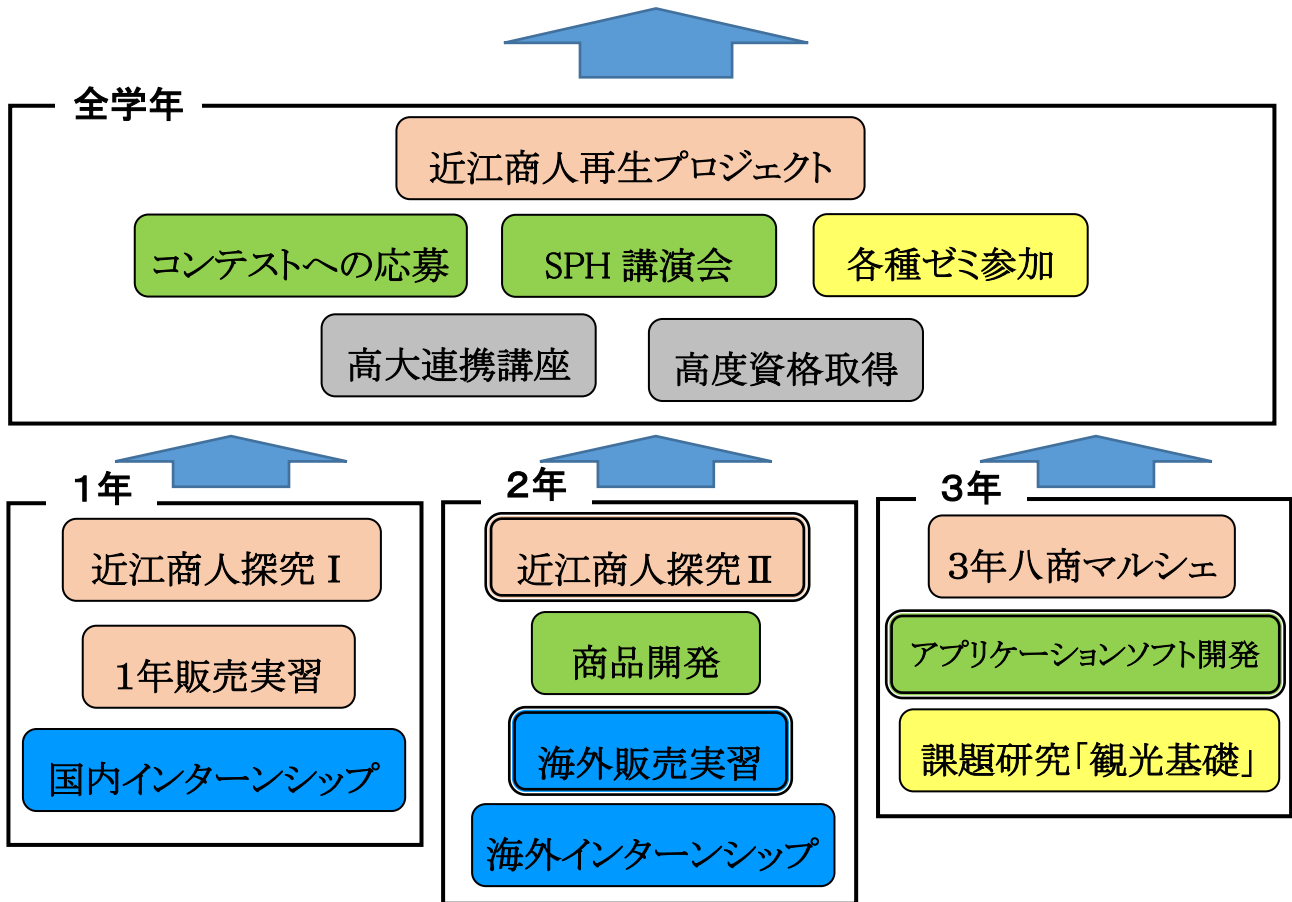 全学年
近江商人再生プロジェクト
コンテストへの応募
SPH 講演会
各種ゼミ参加
高大連携講座
高度資格取得
1年
近江商人探究Ⅰ
1年販売実習
国内インターンシップ
2年
近江商人探究Ⅱ
商品開発
海外販売実習
海外インターンシップ
3年
3年八商マルシェ
アプリケーションソフト開発
課題研究「観光基礎」